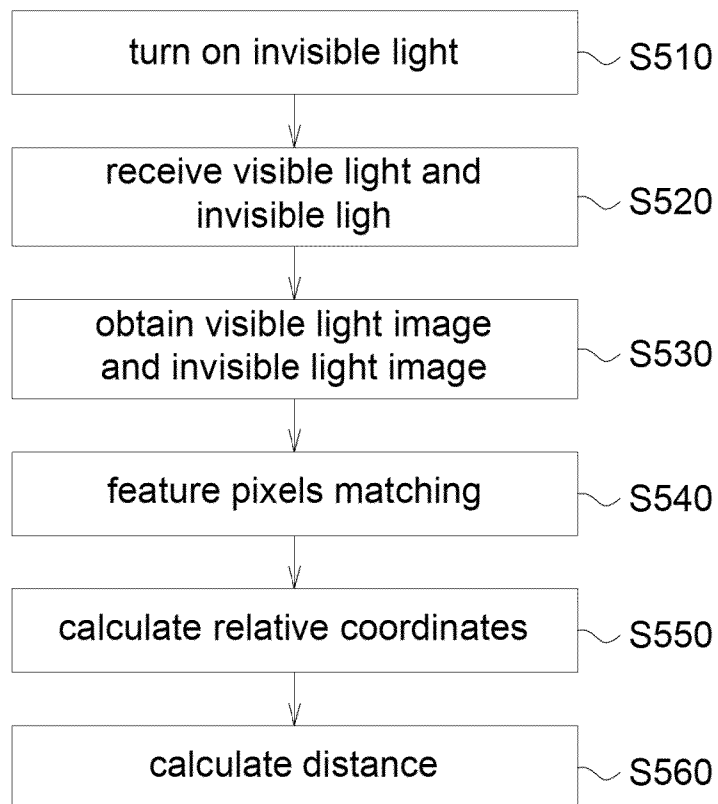 turn on invisible light
S510
receive visible light and
invisible ligh
S520
obtain visible light image
and invisible light image
S530
feature pixels matching
S540
calculate relative coordinates
S550
calculate distance
S560